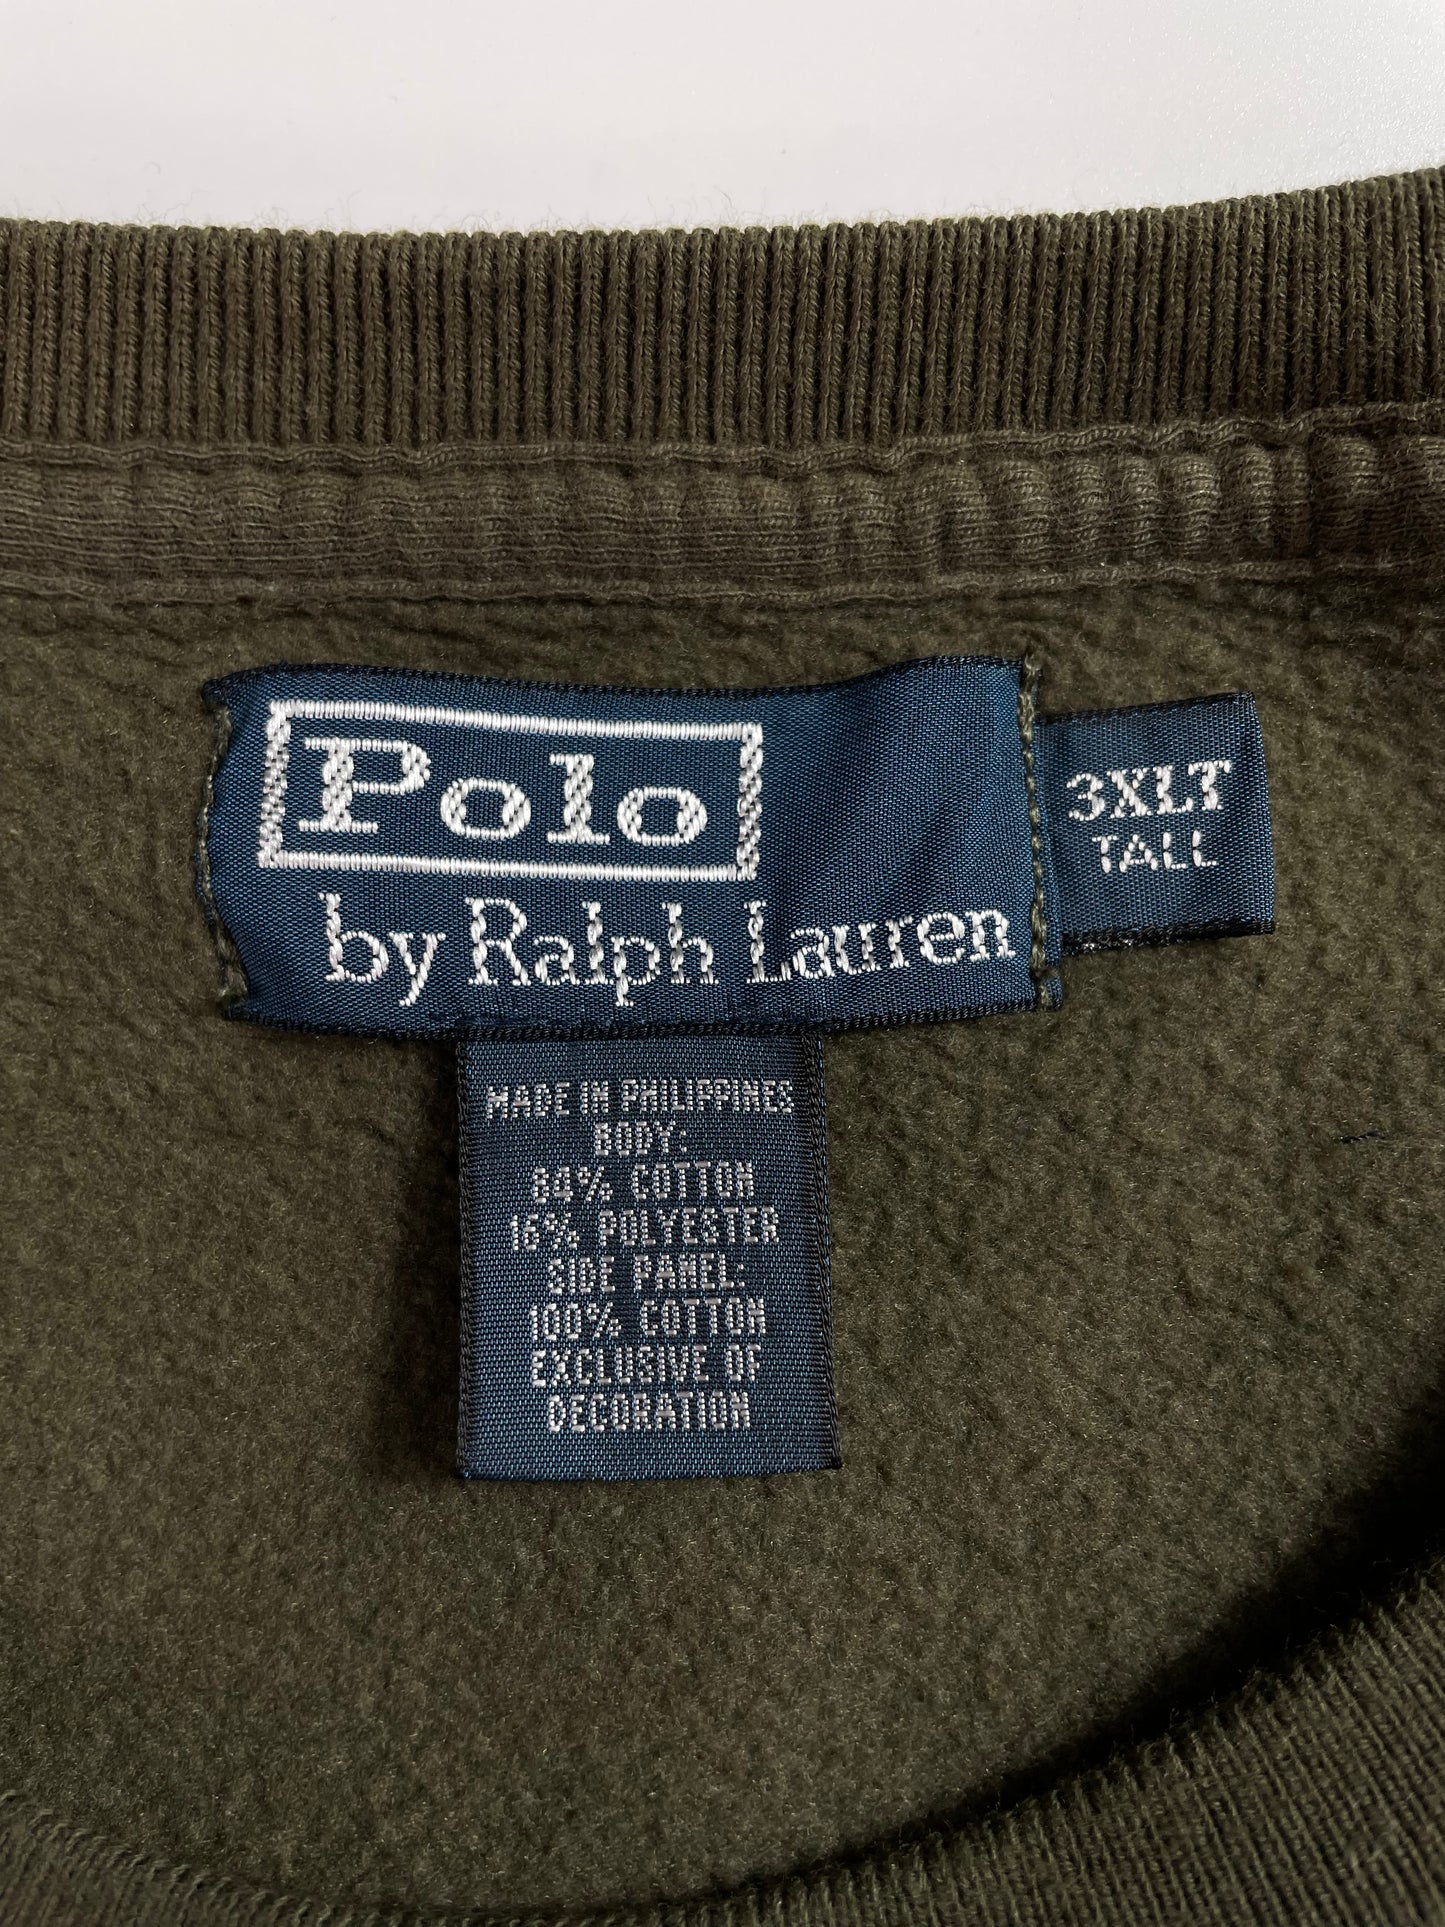 Polo
by Ralph Lauren
3XLT
TALL
MADE IN PHILIPPINES
BODY:
COTTON
16% POLYESTER
SIDE PANEL:
100% COTTON
EXCLUSIVE OF
DECORATION